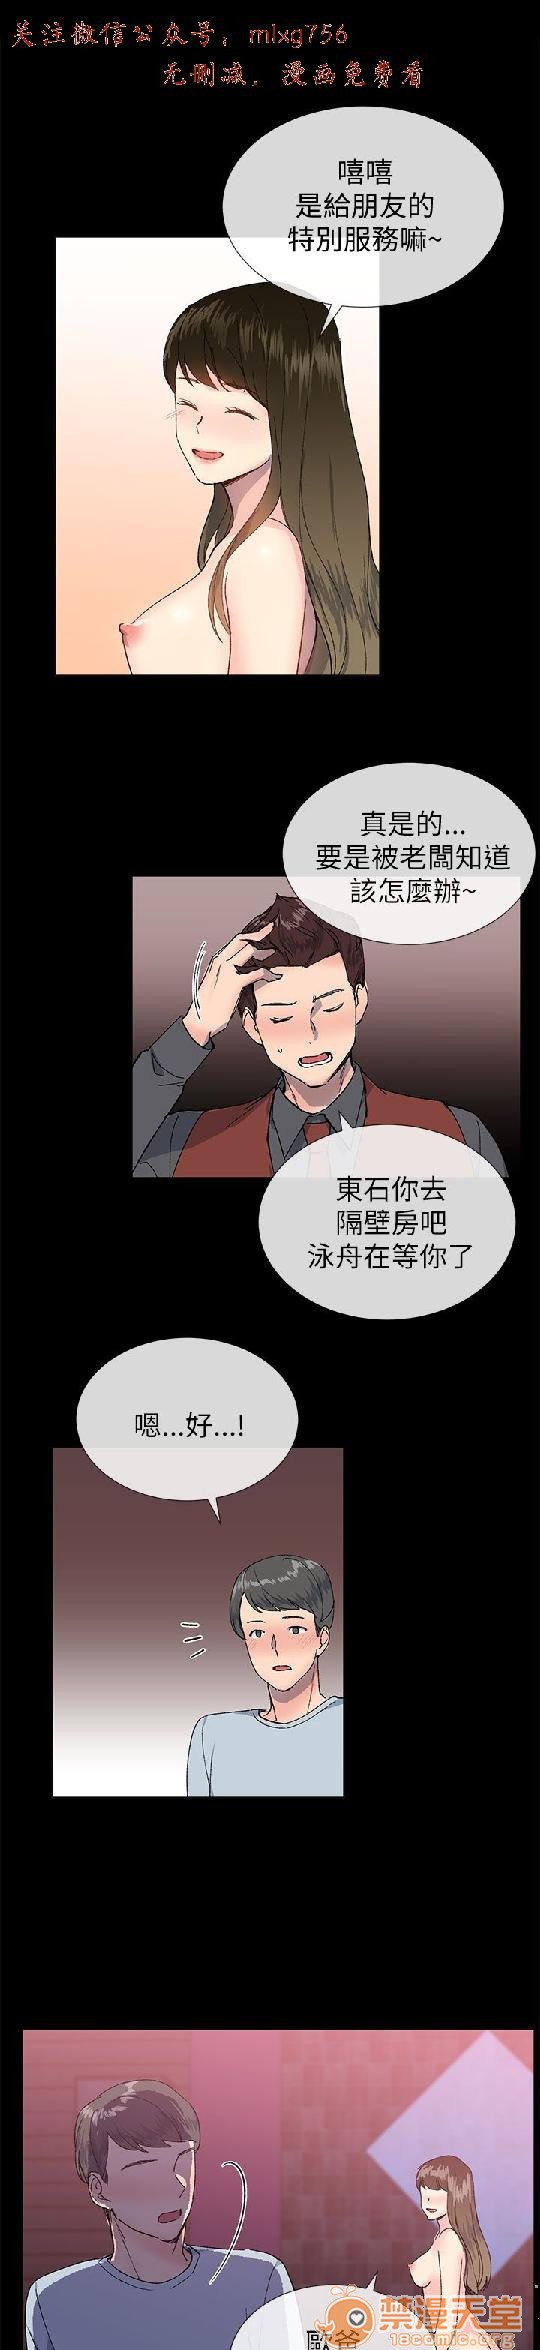 关注微信公众号：mlxg756
无删减，漫画免费看
嘻嘻
是給朋友的
特別服務嘛~
真是的...
要是被老闆知道
該怎麼辦~
東石你去
隔壁房吧
泳舟在等你了
嗯...好...!
歐爸
禁漫天堂
18comic.org